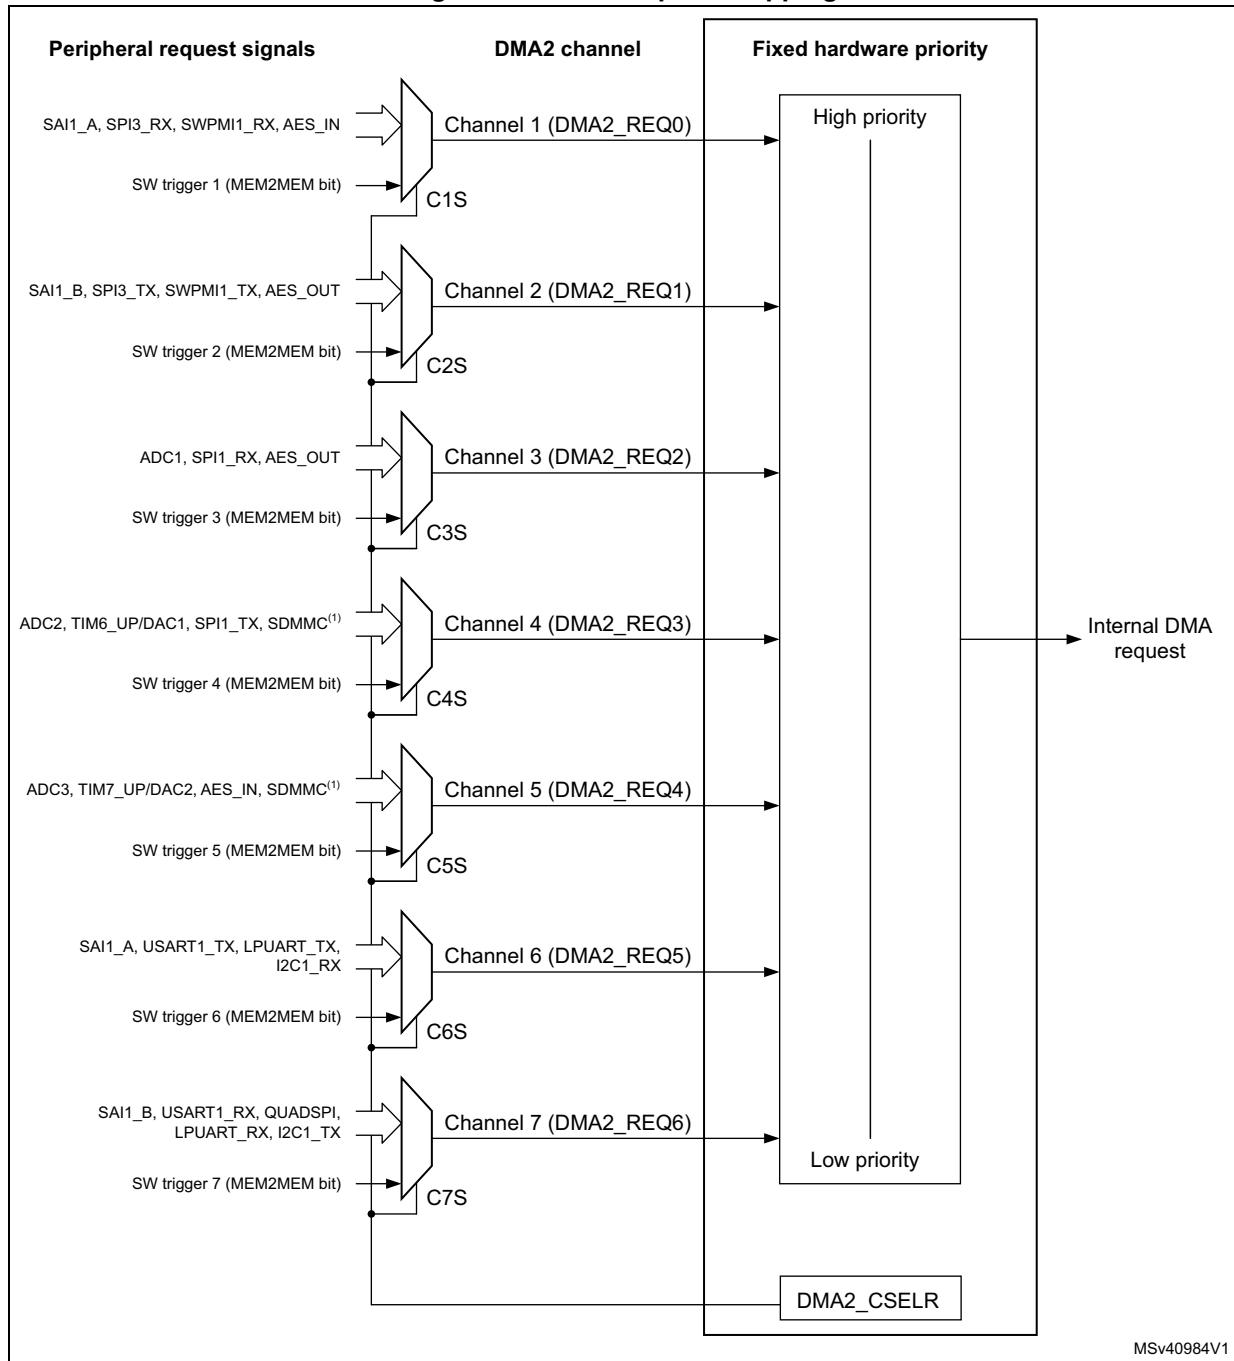 Peripheral request signals
DMA2 channel
Fixed hardware priority
High priority
SAI1_A, SPI3_RX, SWPMI1_RX, AES_IN
Channel 1 (DMA2_REQ0)
SW trigger 1 (MEM2MEM bit)
C1S
SAI1_B, SPI3_TX, SWPMI1_TX, AES_OUT
Channel 2 (DMA2_REQ1)
SW trigger 2 (MEM2MEM bit)
C2S
ADC1, SPI1_RX, AES_OUT
Channel 3 (DMA2_REQ2)
SW trigger 3 (MEM2MEM bit)
C3S
ADC2, TIM6_UP/DAC1, SPI1_TX, SDMMC(1)
Channel 4 (DMA2_REQ3)
Internal DMA
request
SW trigger 4 (MEM2MEM bit)
C4S
ADC3, TIM7_UP/DAC2, AES_IN, SDMMC(1)
Channel 5 (DMA2_REQ4)
SW trigger 5 (MEM2MEM bit)
C5S
SAI1_A, USART1_TX, LPUART_TX,
I2C1_RX
Channel 6 (DMA2_REQ5)
SW trigger 6 (MEM2MEM bit)
C6S
SAI1_B, USART1_RX, QUADSPI,
LPUART_RX, I2C1_TX
Channel 7 (DMA2_REQ6)
Low priority
SW trigger 7 (MEM2MEM bit)
C7S
DMA2_CSELR
MSv40984V1